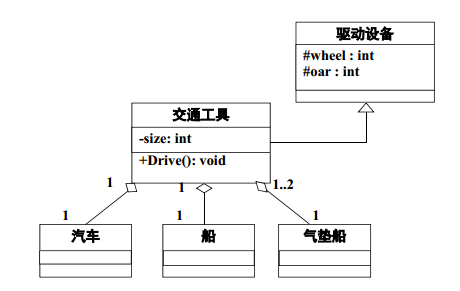 驱动设备
#wheel : int
#oar : int
交通工具
-size: int
+Drive(): void
1
1
1..2
1
1
1
汽车
船
气垫船